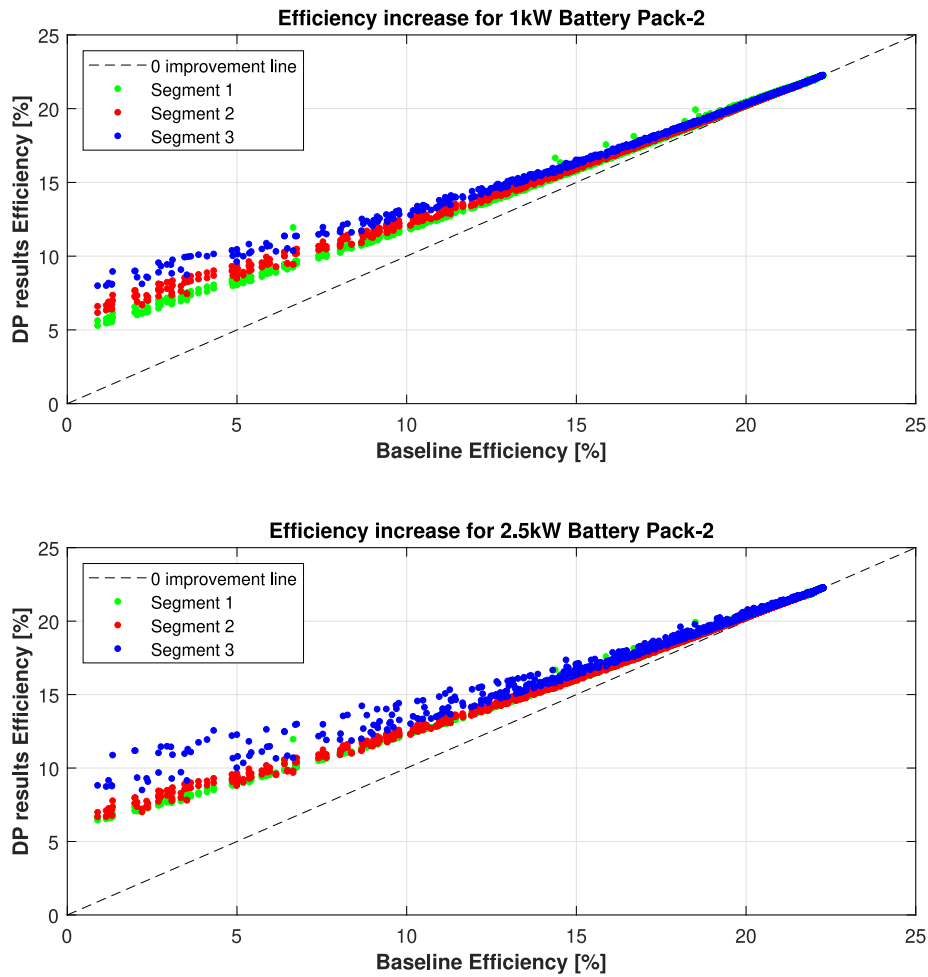 Efficiency increase for 1kW Battery Pack-2
DP results Efficiency [%]
25
20
15
10
5
0
0 improvement line
Segment 1
Segment 2
Segment 3
0 5 10 15 20 25
Baseline Efficiency [%]
Efficiency increase for 2.5kW Battery Pack-2
DP results Efficiency [%]
25
20
15
10
5
0
0 improvement line
Segment 1
Segment 2
Segment 3
0 5 10 15 20 25
Baseline Efficiency [%]